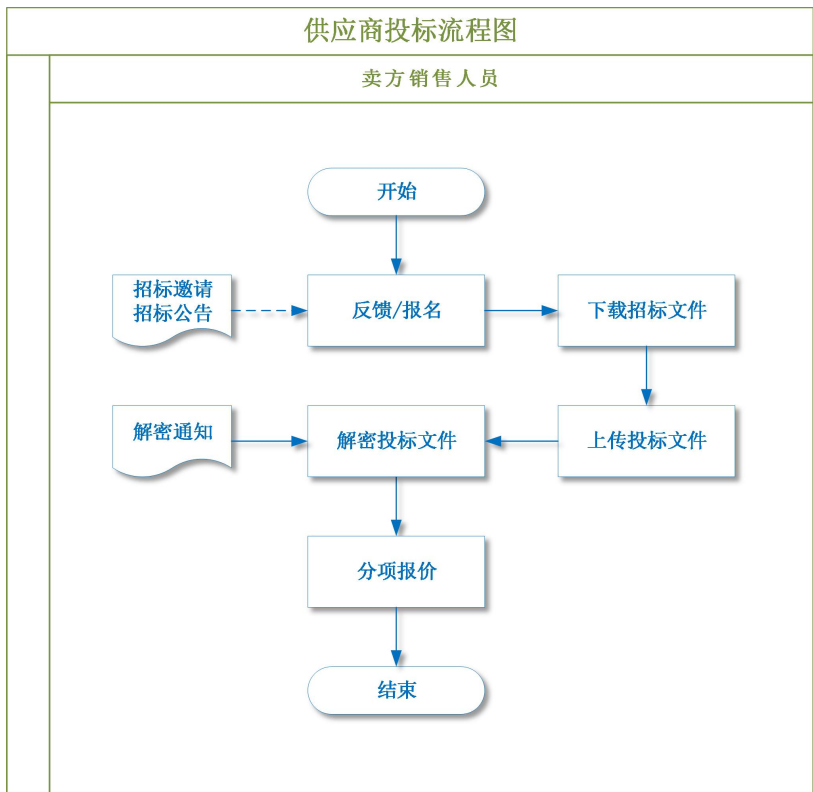 供应商投标流程图
卖方销售人员
开始
招标邀请
招标公告
反馈/报名
下载招标文件
解密通知
解密投标文件
上传投标文件
分项报价
结束